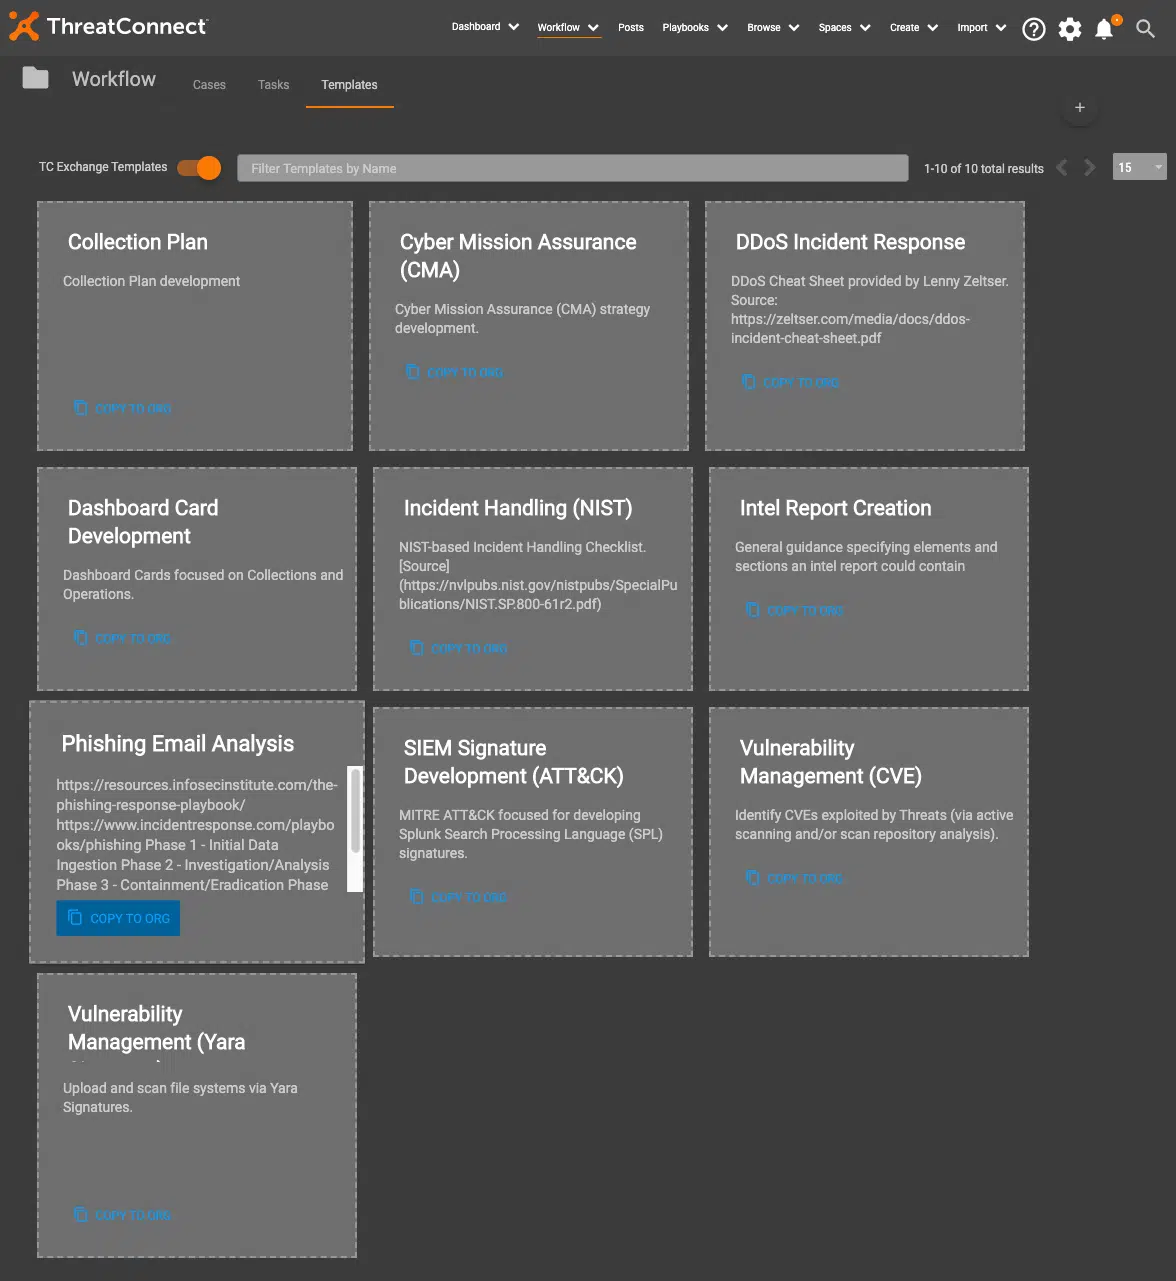 ThreatConnect
Dashboard
Workflow
Posts
Playbooks
Browse
Spaces
Create
Import
Workflow
Cases
Tasks
Templates
+
TC Exchange Templates
Filter Templates by Name
1-10 of 10 total results
15
Collection Plan
Collection Plan development
COPY TO ORG
Cyber Mission Assurance
(CMA)
Cyber Mission Assurance (CMA) strategy
development.
COPY TO ORG
DDoS Incident Response
DDoS Cheat Sheet provided by Lenny Zeltser.
Source:
https://zeltser.com/media/docs/ddos-
incident-cheat-sheet.pdf
COPY TO ORG
Dashboard Card
Development
Dashboard Cards focused on Collections and
Operations.
COPY TO ORG
Incident Handling (NIST)
NIST-based Incident Handling Checklist.
[Source]
(https://nvlpubs.nist.gov/nistpubs/SpecialPu
blications/NIST.SP.800-61r2.pdf)
COPY TO ORG
Intel Report Creation
General guidance specifying elements and
sections an intel report could contain
COPY TO ORG
Phishing Email Analysis
https://resources.infosecinstitute.com/the-
phishing-response-playbook/
https://www.incidentresponse.com/playbo
oks/phishing Phase 1 - Initial Data
Ingestion Phase 2 - Investigation/Analysis
Phase 3 - Containment/Eradication Phase
COPY TO ORG
SIEM Signature
Development (ATT&CK)
MITRE ATT&CK focused for developing
Splunk Search Processing Language (SPL)
signatures.
COPY TO ORG
Vulnerability
Management (CVE)
Identify CVEs exploited by Threats (via active
scanning and/or scan repository analysis).
COPY TO ORG
Vulnerability
Management (Yara
Upload and scan file systems via Yara
Signatures.
COPY TO ORG